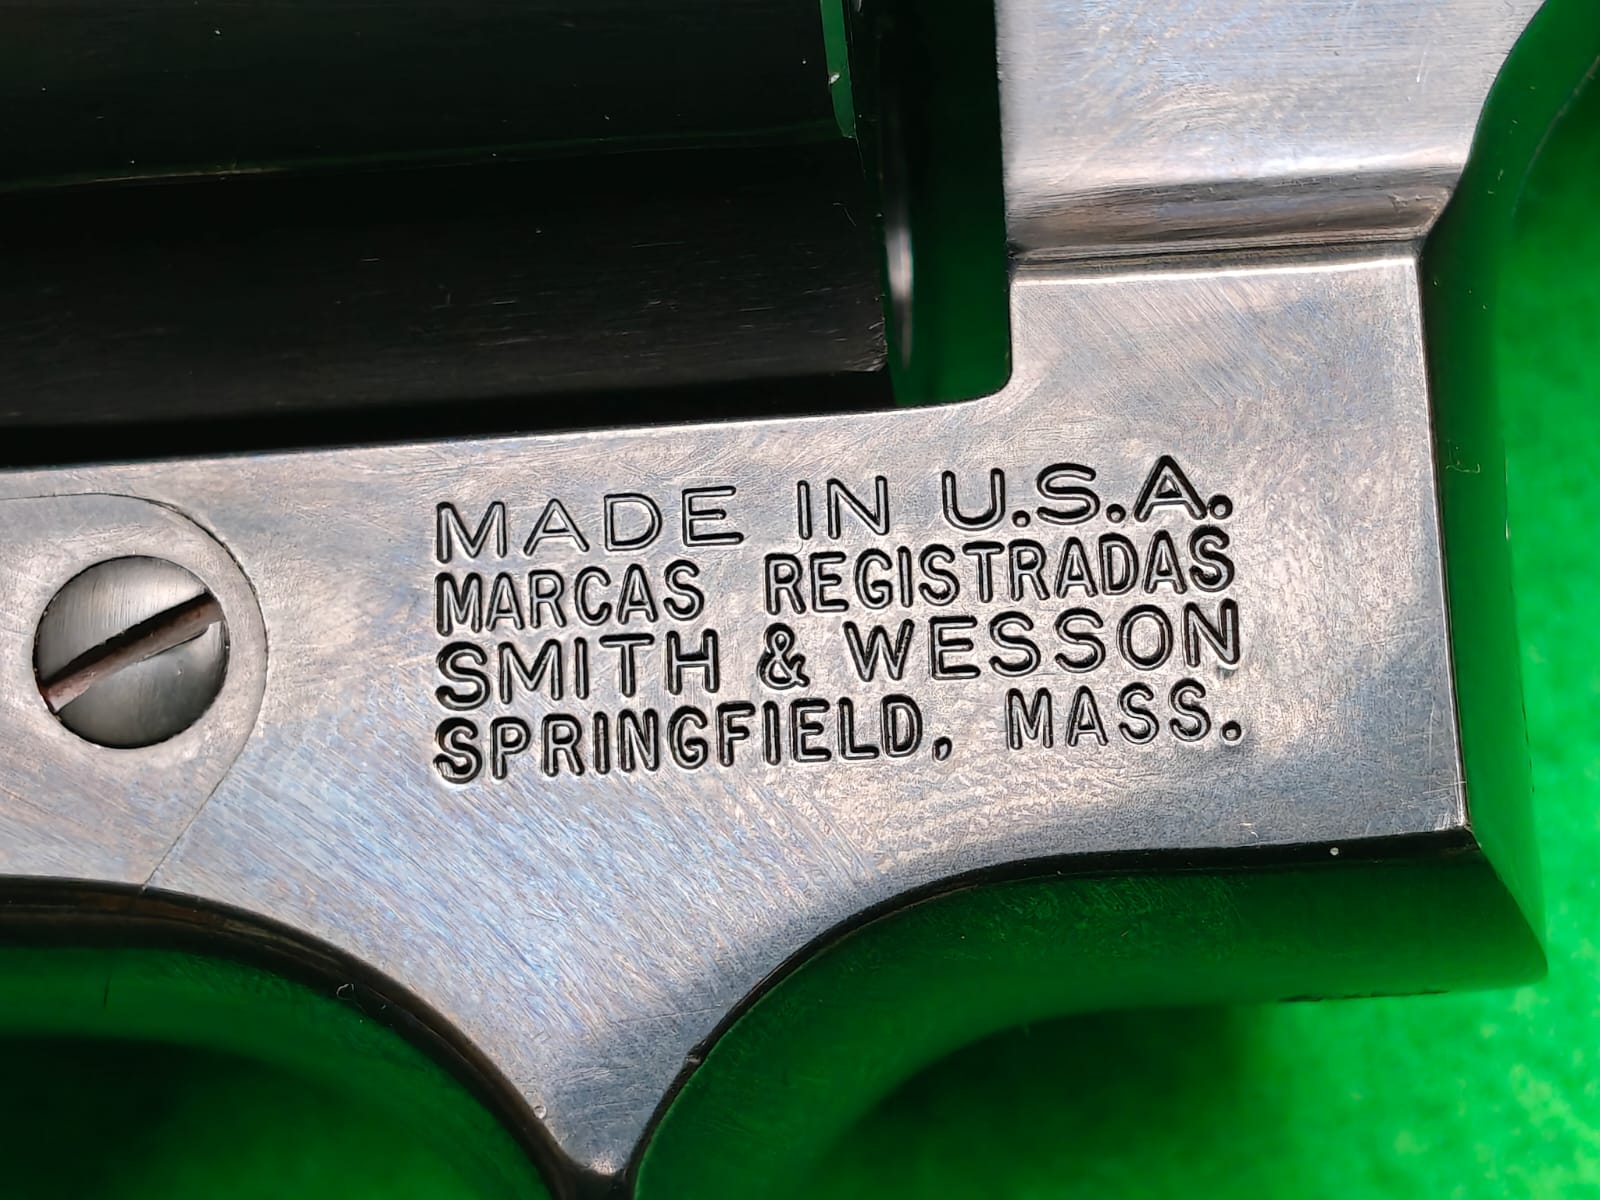 MADE IN U.S.A.
MARCAS REGISTRADAS
SMITH & WESSON
SPRINGFIELD, MASS.